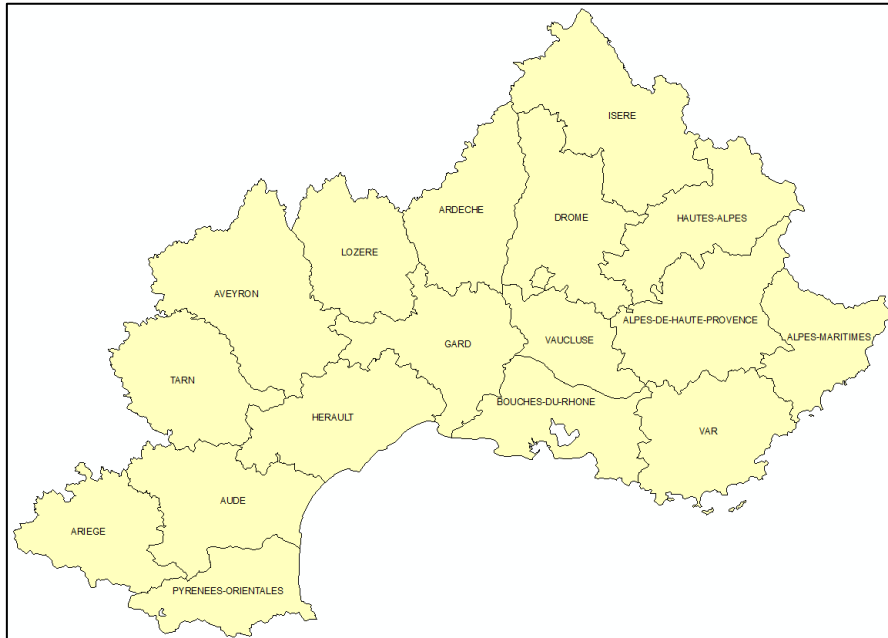 ISERE
ARDECHE
DROME
HAUTES-ALPES
LOZERE
AVEYRON
ALPES-DE-HAUTE-PROVENCE
ALPES-MARITIMES
GARD
VAUCLUSE
TARN
BOUCHES-DU-RHONE
HERAULT
VAR
AUDE
ARIEGE
PYRENEES-ORIENTALES